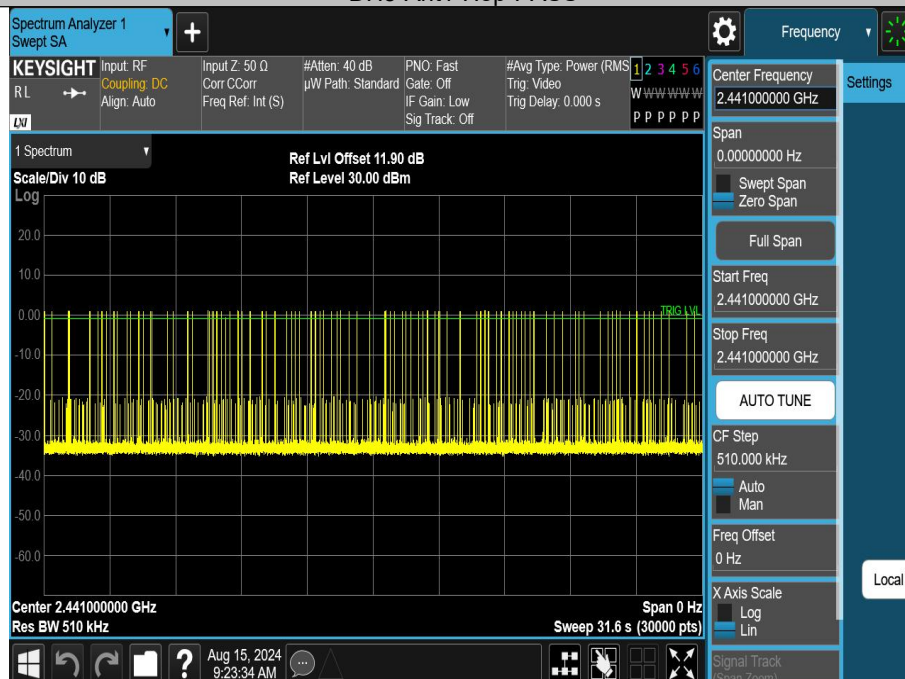 Spectrum Analyzer 1
Swept SA
Frequency
KEYSIGHT
RL
LXI
Input: RF
Coupling: DC
Align: Auto
Input Z: 50 Ω
Corr CCorr
Freq Ref: Int (S)
#Atten: 40 dB
µW Path: Standard
PNO: Fast
Gate: Off
IF Gain: Low
Sig Track: Off
#Avg Type: Power (RMS
Trig: Video
Trig Delay: 0.000 s
1 2 3 4 5 6
W W W W W W
P P P P P P
Center Frequency
2.441000000 GHz
Settings
Span
0.00000000 Hz
Swept Span
Zero Span
Full Span
Start Freq
2.441000000 GHz
Stop Freq
2.441000000 GHz
AUTO TUNE
CF Step
510.000 kHz
Auto
Man
Freq Offset
0 Hz
X Axis Scale
Log
Lin
Signal Track
(Span Zoom)
Local
1 Spectrum
Scale/Div 10 dB
Ref Lvl Offset 11.90 dB
Ref Level 30.00 dBm
Log
20.0
10.0
0.00
TRIG LVL
-10.0
-20.0
-30.0
-40.0
-50.0
-60.0
Center 2.441000000 GHz
Span 0 Hz
Res BW 510 kHz
Sweep 31.6 s (30000 pts)
Aug 15, 2024
9:23:34 AM